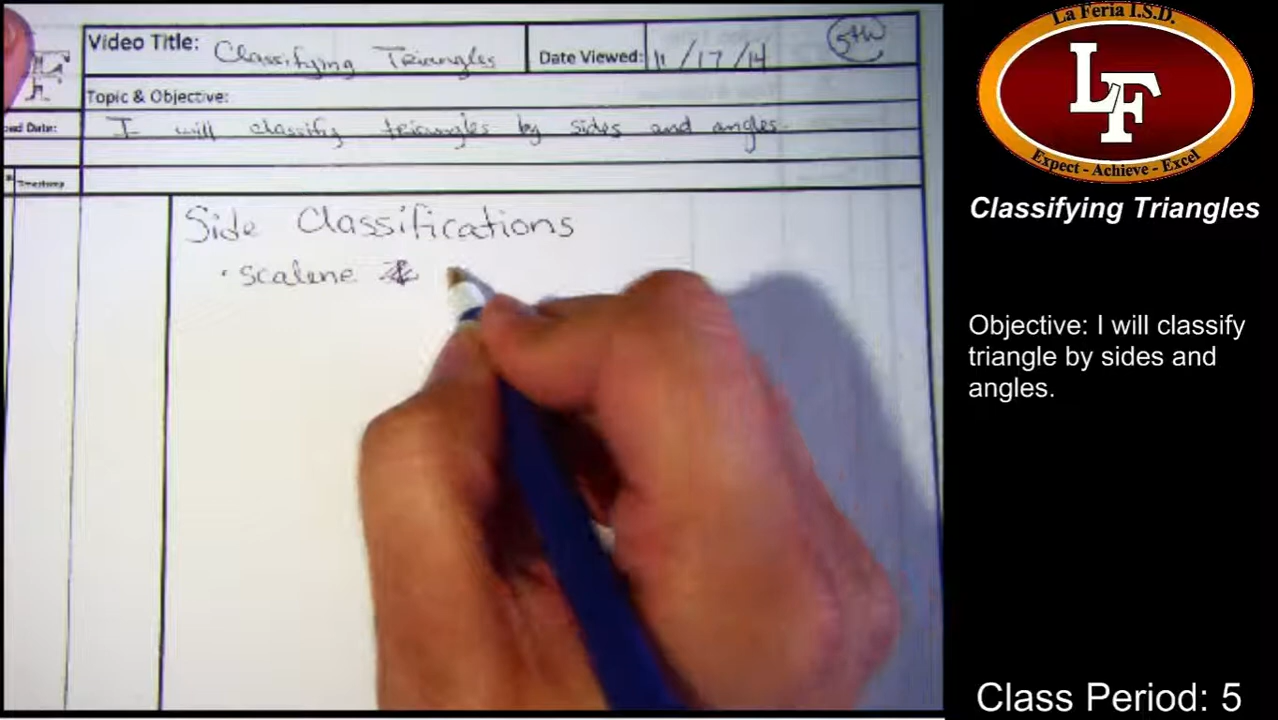 Video Title: Classifying Triangles
Date Viewed: 11/17/14
5th
Topic & Objective:
I will classify triangles by sides and angles.
Date:
Timestamp
Side Classifications
· scalene
La Feria I.S.D.
LF
Expect - Achieve - Excel
Classifying Triangles
Objective: I will classify
triangle by sides and
angles.
Class Period: 5